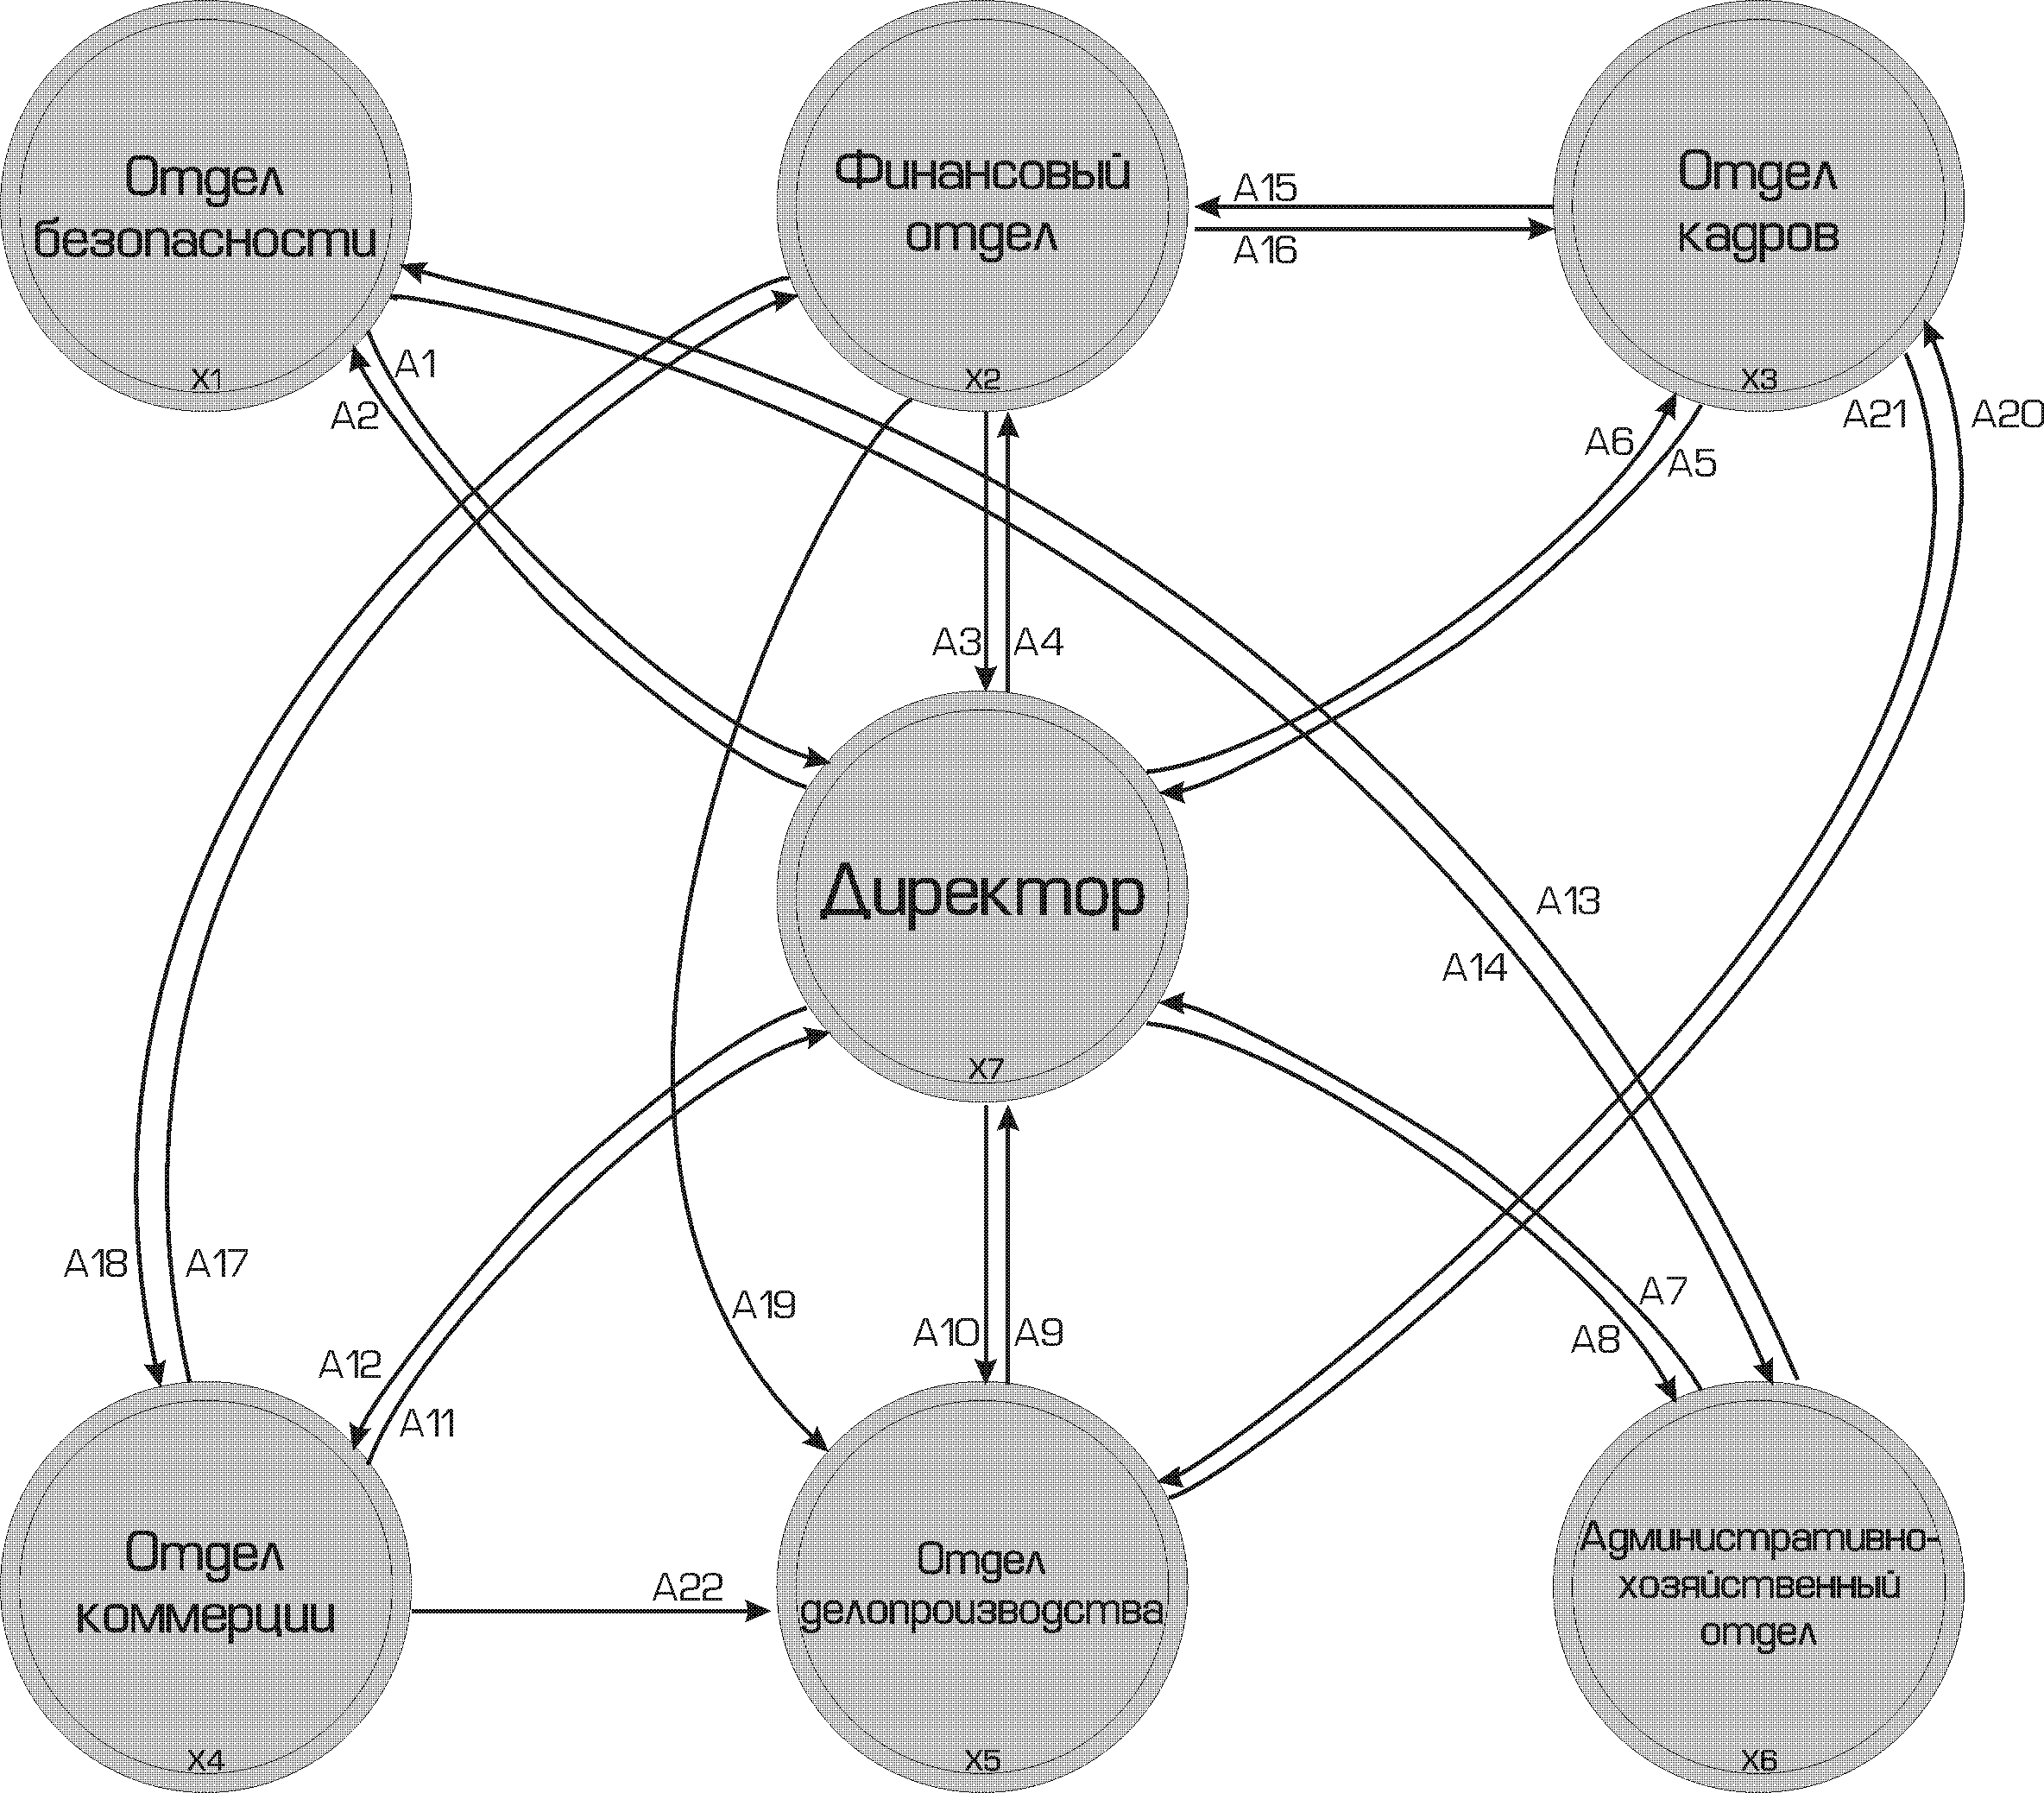 Отдел
безопасности
X1
Финансовый
отдел
X2
Отдел
кадров
X3
A15
A16
A1
A2
A6
A5
A21
A20
A3
A4
Директор
X7
A13
A14
A18
A17
A19
A12
A11
A10
A9
A7
A8
Отдел
коммерции
X4
A22
Отдел
делопроизводства
X5
Административно-
хозяйственный
отдел
X6